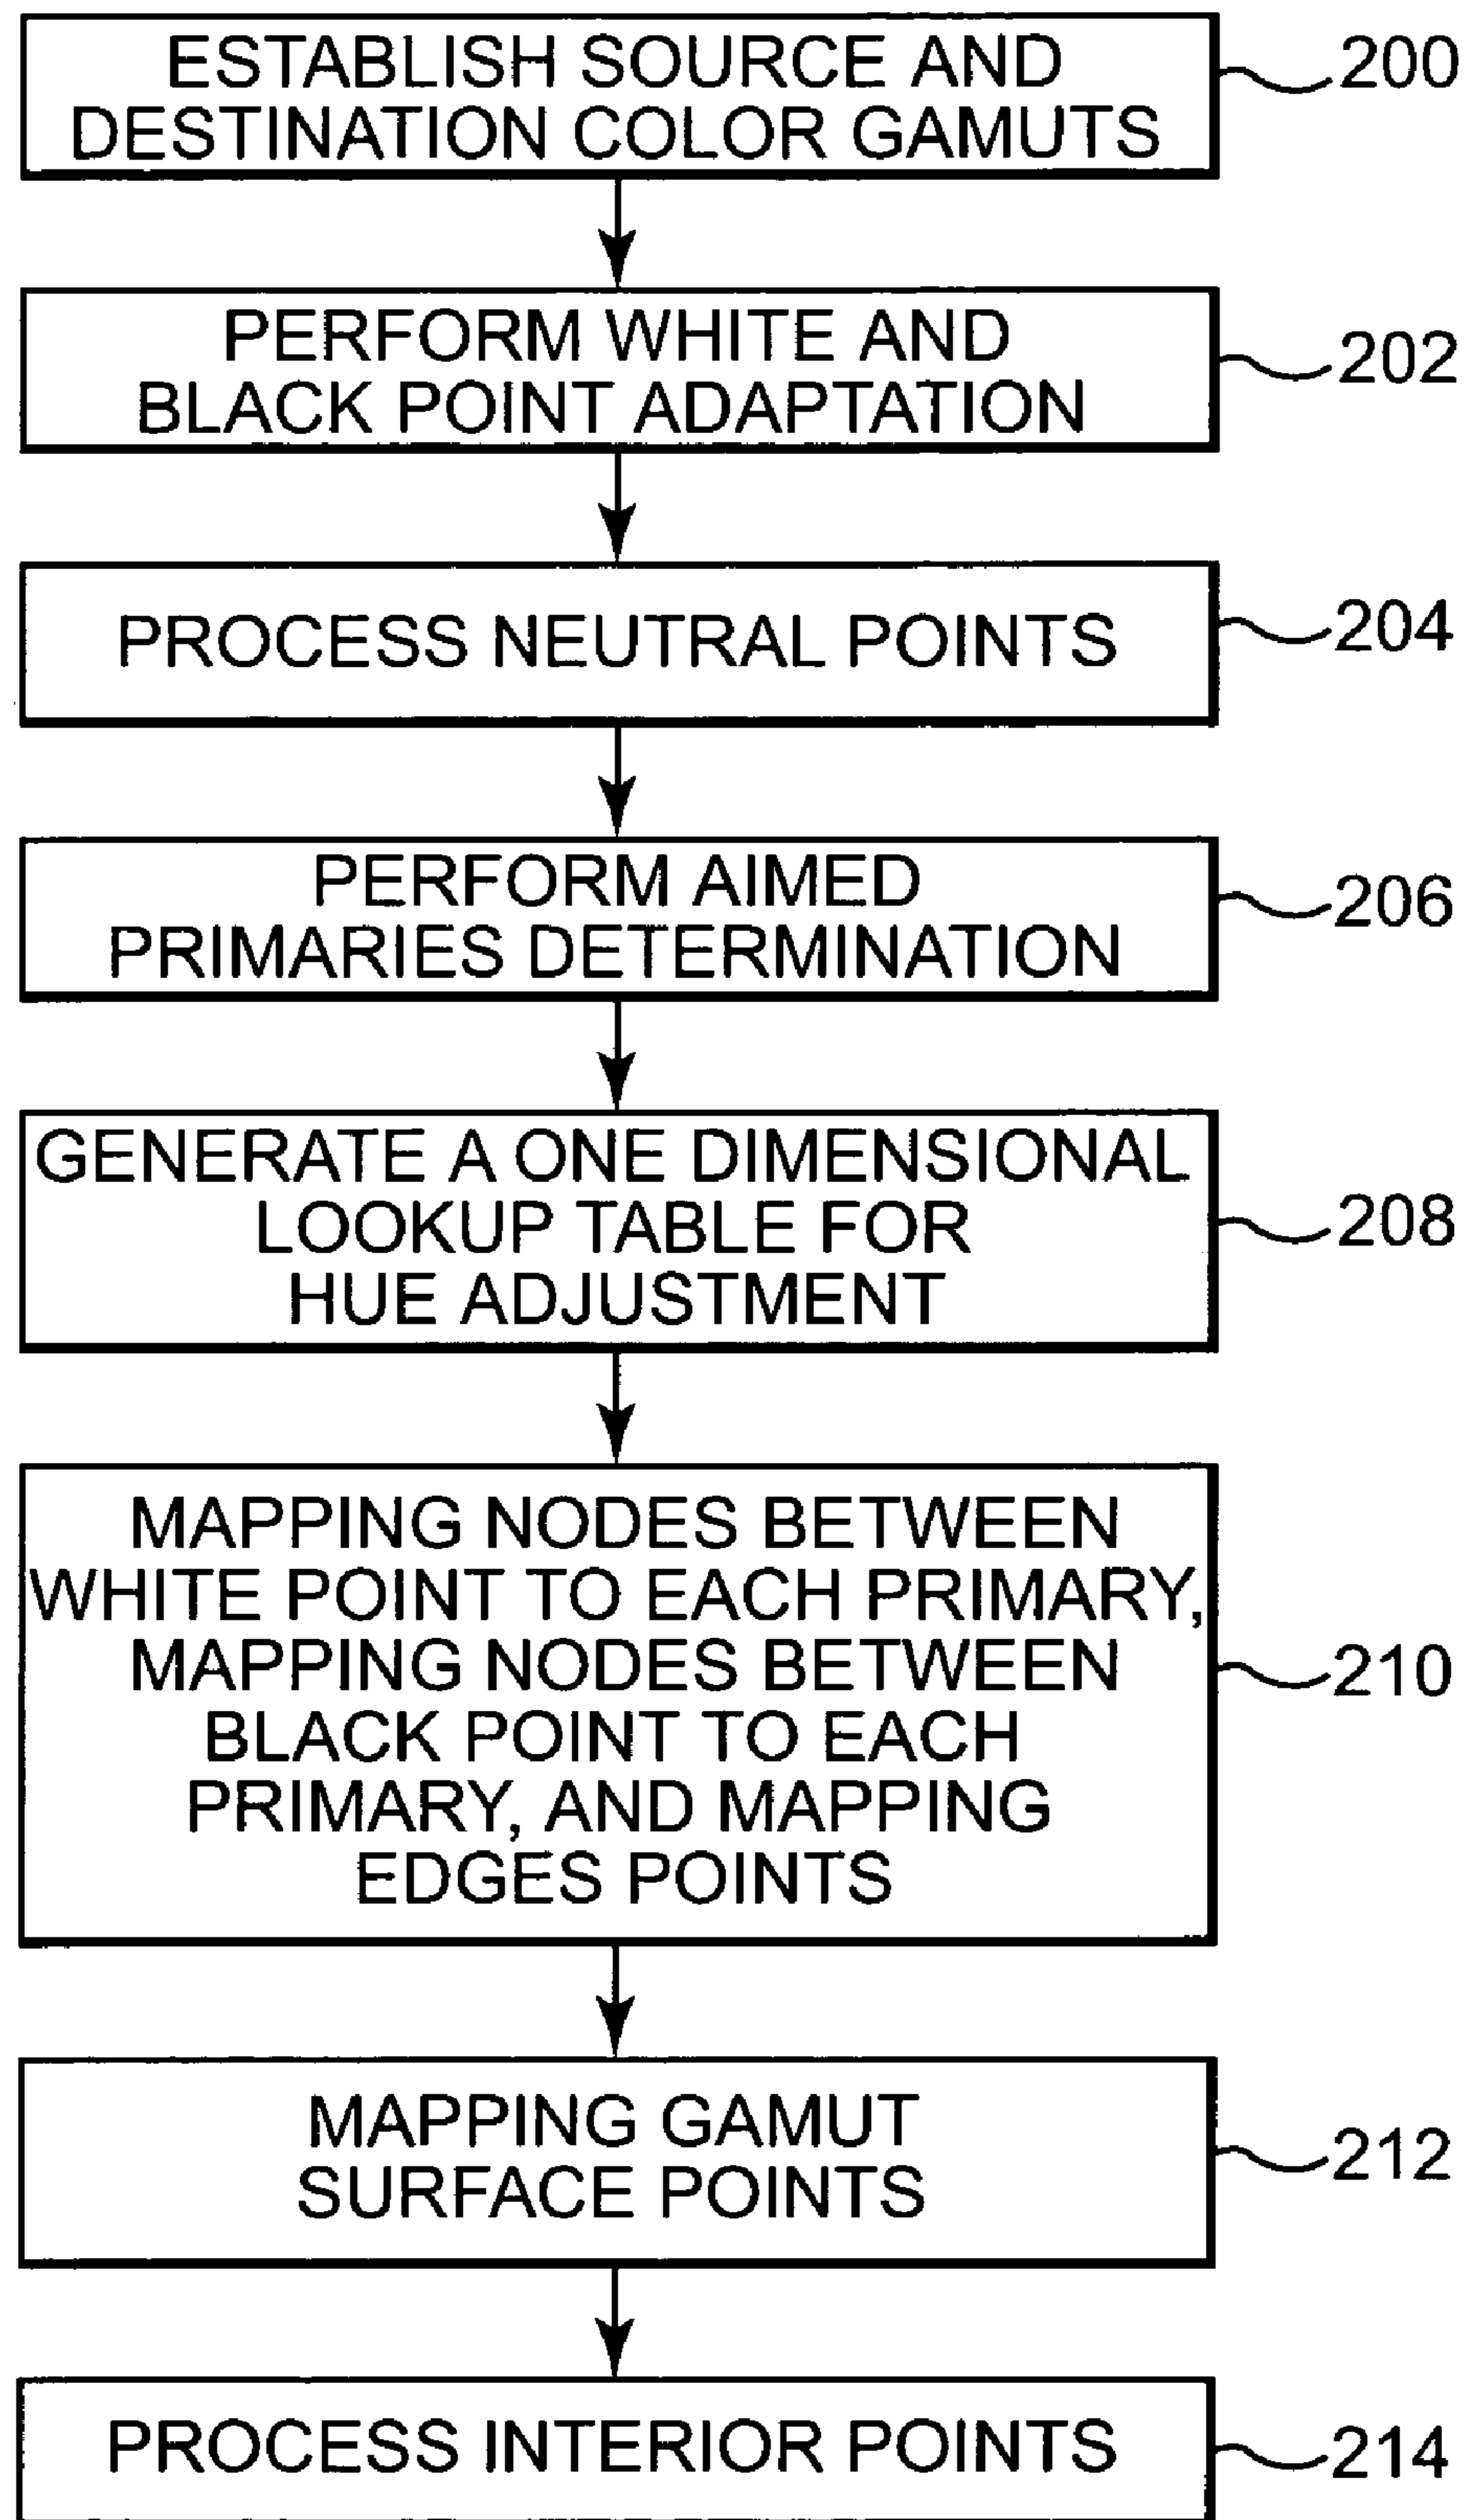 ESTABLISH SOURCE AND
DESTINATION COLOR GAMUTS
200
PERFORM WHITE AND
BLACK POINT ADAPTATION
202
PROCESS NEUTRAL POINTS
204
PERFORM AIMED
PRIMARIES DETERMINATION
206
GENERATE A ONE DIMENSIONAL
LOOKUP TABLE FOR
HUE ADJUSTMENT
208
MAPPING NODES BETWEEN
WHITE POINT TO EACH PRIMARY,
MAPPING NODES BETWEEN
BLACK POINT TO EACH
PRIMARY, AND MAPPING
EDGES POINTS
210
MAPPING GAMUT
SURFACE POINTS
212
PROCESS INTERIOR POINTS
214